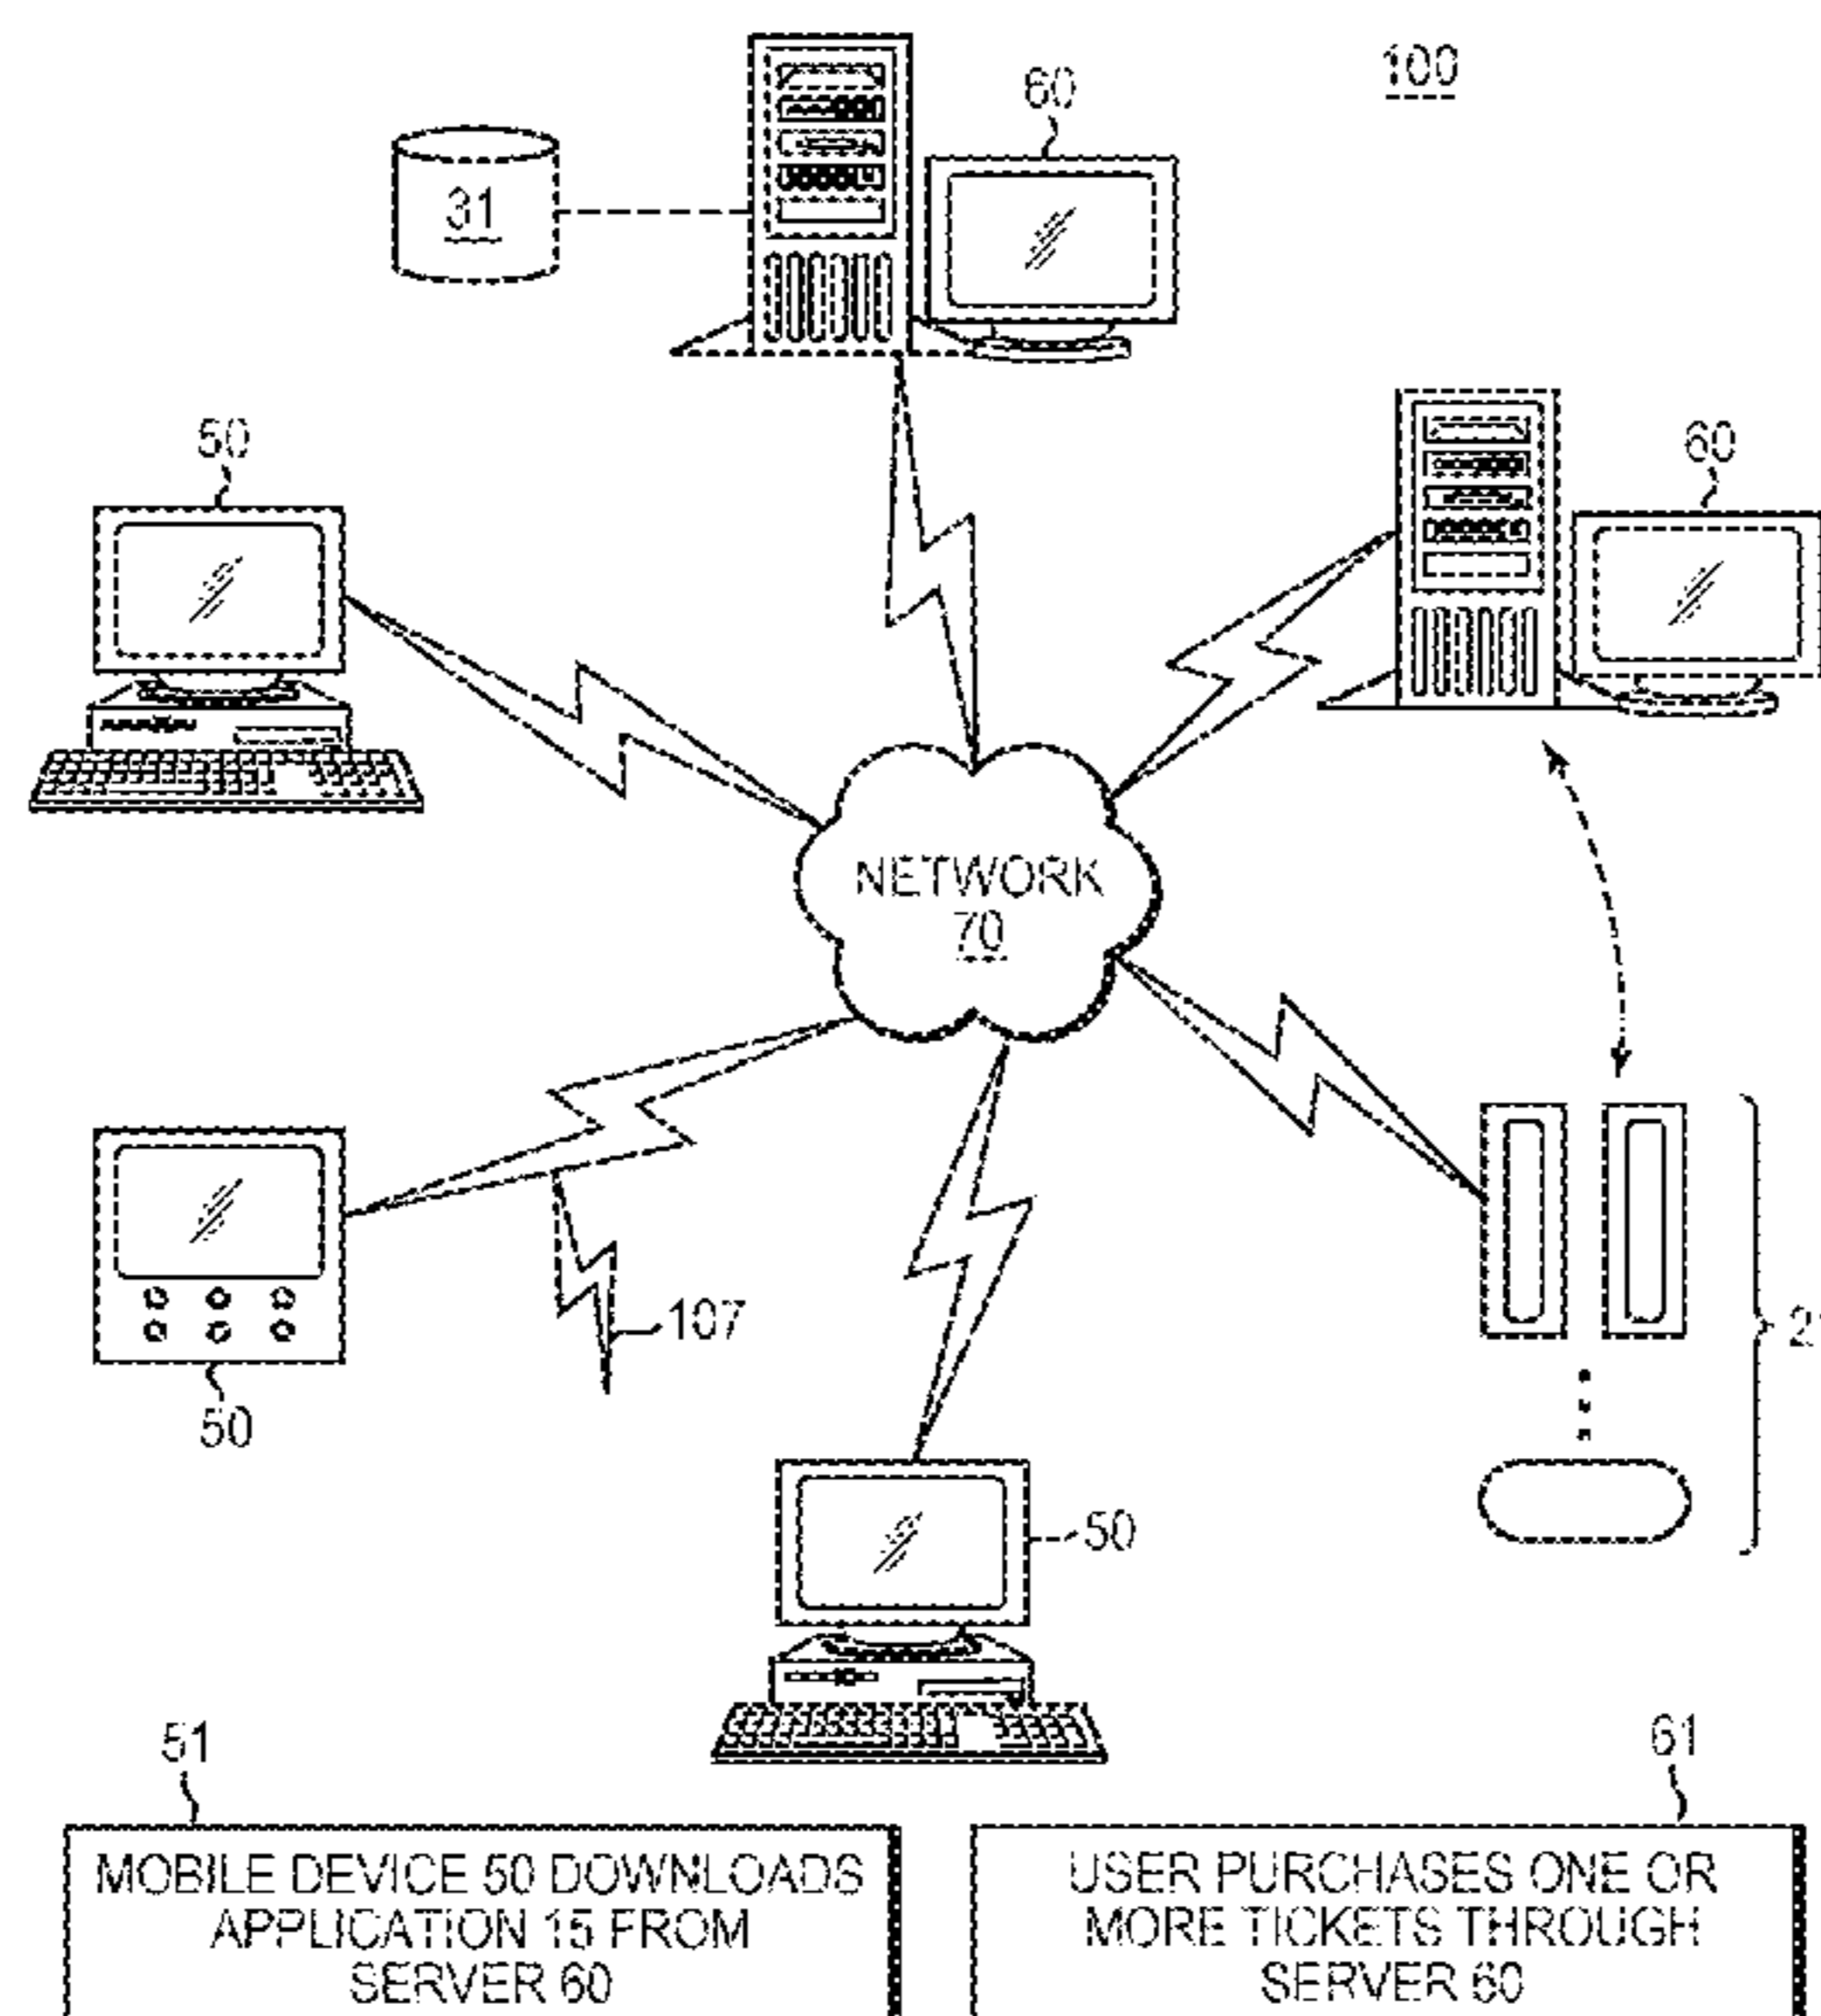 100
60
31
50
60
NETWORK
70
107
50
50
51
61
MOBILE DEVICE 50 DOWNLOADS
APPLICATION 15 FROM
SERVER 60
USER PURCHASES ONE OR
MORE TICKETS THROUGH
SERVER 60